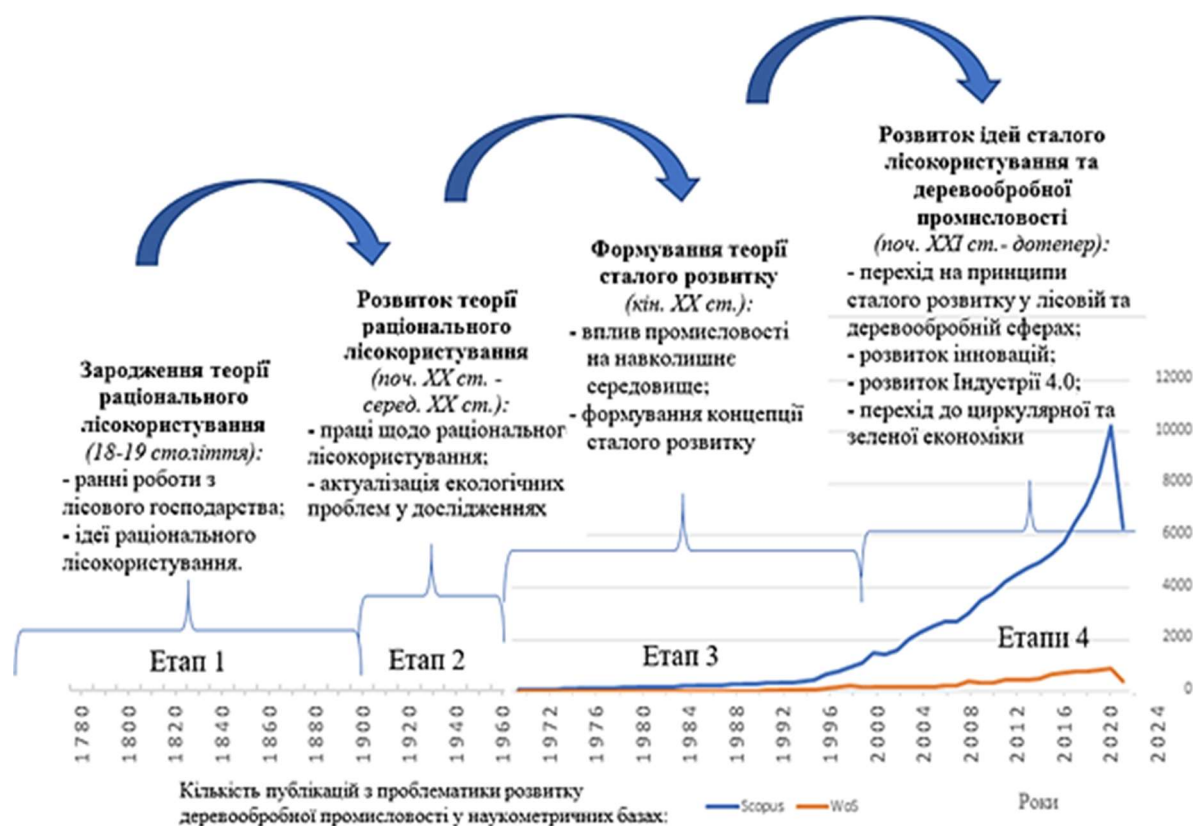 Зародження теорії
раціонального
лісокористування
(18-19 століття):
- ранні роботи з
лісового господарства;
- ідеї раціонального
лісокористування.
Розвиток теорії
раціонального
лісокористування
(поч. XX ст. -
серед. XX ст.):
- праці щодо раціонального
лісокористування;
- актуалізація екологічних
проблем у дослідженнях
Формування теорії
сталого розвитку
(кін. XX ст.):
- вплив промисловості
на навколишнє
середовище;
- формування концепції
сталого розвитку
Розвиток ідей сталого
лісокористування та
деревообробної
промисловості
(поч. XXI ст.- дотепер):
- перехід на принципи
сталого розвитку у лісовій та
деревообробній сферах;
- розвиток інновацій;
- розвиток Індустрії 4.0;
- перехід до циркулярної та
зеленої економіки
12000
10000
8000
6000
4000
2000
0
Етап 1
Етап 2
Етап 3
Етапи 4
1780
1800
1820
1840
1860
1880
1900
1920
1940
1960
1972
1976
1980
1984
1988
1992
1996
2000
2004
2008
2012
2016
2020
2024
Кількість публікацій з проблематики розвитку
деревообробної промисловості у наукометричних базах:
Scopus
WoS
Роки